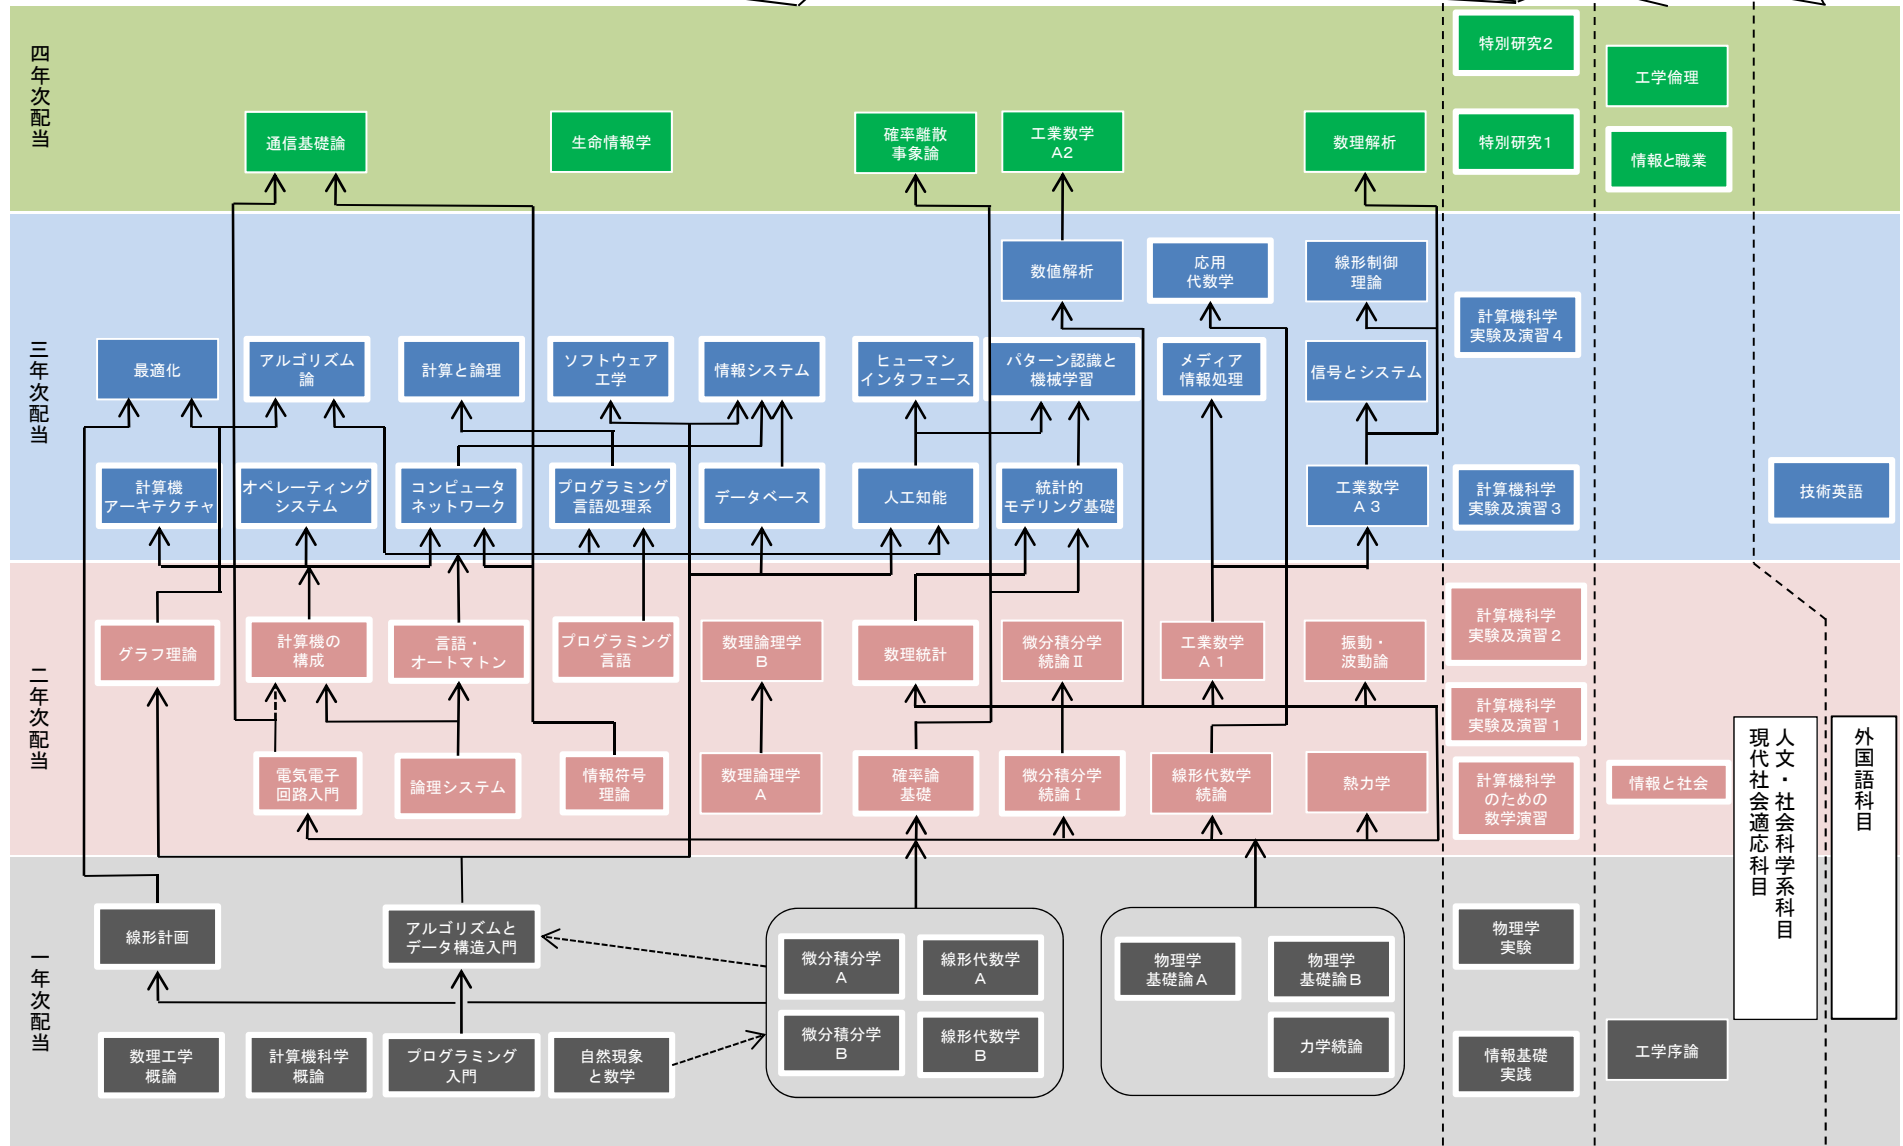 四年次配当
特別研究2
工学倫理
通信基礎論
生命情報学
確率離散
事象論
工業数学
A2
数理解析
特別研究1
情報と職業
三年次配当
数値解析
応用
代数学
線形制御
理論
計算機科学
実験及演習4
最適化
アルゴリズム
論
計算と論理
ソフトウェア
工学
情報システム
ヒューマン
インタフェース
パターン認識と
機械学習
メディア
情報処理
信号とシステム
計算機
アーキテクチャ
オペレーティング
システム
コンピュータ
ネットワーク
プログラミング
言語処理系
データベース
人工知能
統計的
モデリング基礎
工業数学
A3
計算機科学
実験及演習3
技術英語
二年次配当
グラフ理論
計算機の
構成
言語・
オートマトン
プログラミング
言語
数理論理学
B
数理統計
微分積分学
続論Ⅱ
工業数学
A1
振動・
波動論
計算機科学
実験及演習2
計算機科学
実験及演習1
電気電子
回路入門
論理システム
情報符号
理論
数理論理学
A
確率論
基礎
微分積分学
続論Ⅰ
線形代数学
続論
熱力学
計算機科学
のための
数学演習
情報と社会
人文・社会科学系科目
現代社会適応科目
外国語科目
一年次配当
線形計画
アルゴリズムと
データ構造入門
微分積分学
A
線形代数学
A
物理学
基礎論A
物理学
基礎論B
物理学
実験
数理工学
概論
計算機科学
概論
プログラミング
入門
自然現象
と数学
微分積分学
B
線形代数学
B
力学続論
情報基礎
実践
工学序論